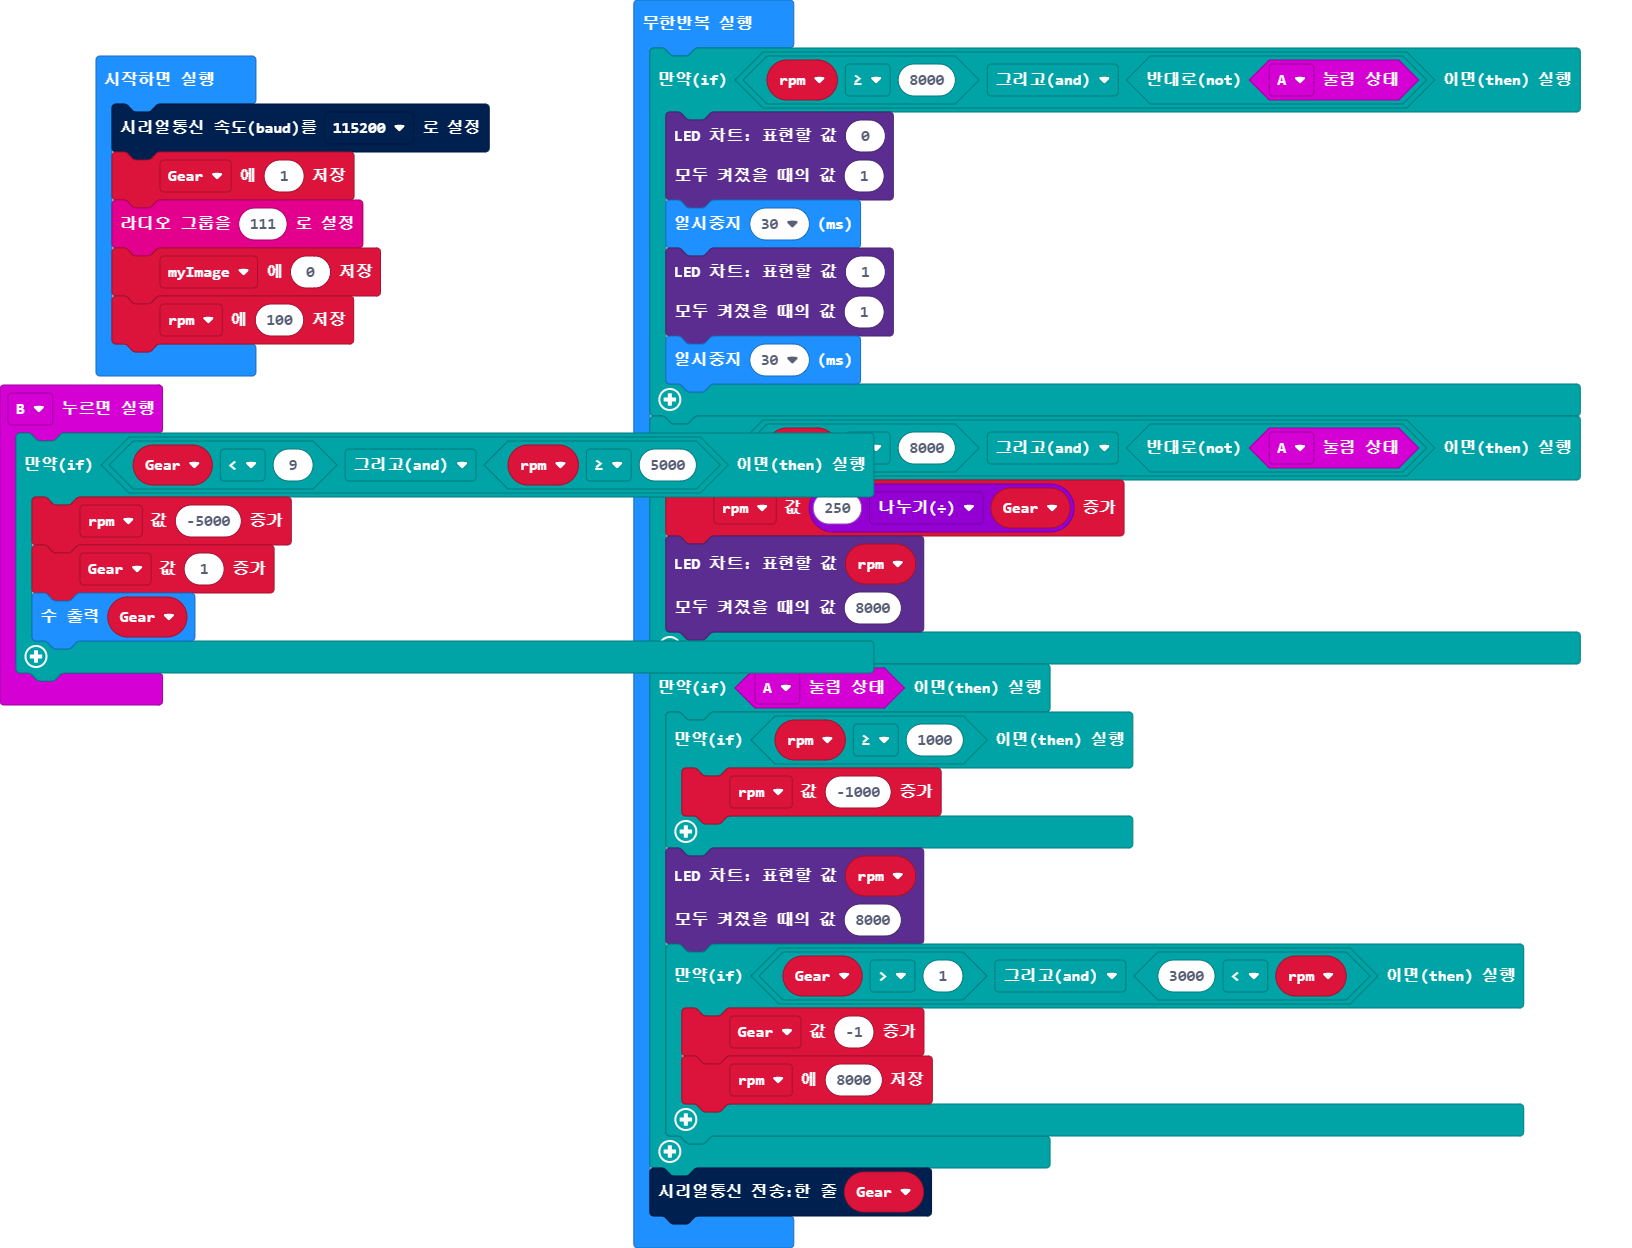 시작하면 실행
시리얼통신 속도(baud)를 115200 로 설정
Gear 에 1 저장
라디오 그룹을 111 로 설정
myImage 에 0 저장
rpm 에 100 저장
B 누르면 실행
만약(if) Gear < 9 그리고(and) rpm ≥ 5000 이면(then) 실행
rpm 값 -5000 증가
Gear 값 1 증가
수 출력 Gear
무한반복 실행
만약(if) rpm ≥ 8000 그리고(and) 반대로(not) A 눌림 상태 이면(then) 실행
LED 차트: 표현할 값 0
모두 켜졌을 때의 값 1
일시중지 30 (ms)
LED 차트: 표현할 값 1
모두 켜졌을 때의 값 1
일시중지 30 (ms)
8000 그리고(and) 반대로(not) A 눌림 상태 이면(then) 실행
rpm 값 250 나누기(÷) Gear 증가
LED 차트: 표현할 값 rpm
모두 켜졌을 때의 값 8000
만약(if) A 눌림 상태 이면(then) 실행
만약(if) rpm ≥ 1000 이면(then) 실행
rpm 값 -1000 증가
LED 차트: 표현할 값 rpm
모두 켜졌을 때의 값 8000
만약(if) Gear > 1 그리고(and) 3000 < rpm 이면(then) 실행
Gear 값 -1 증가
rpm 에 8000 저장
시리얼통신 전송:한 줄 Gear